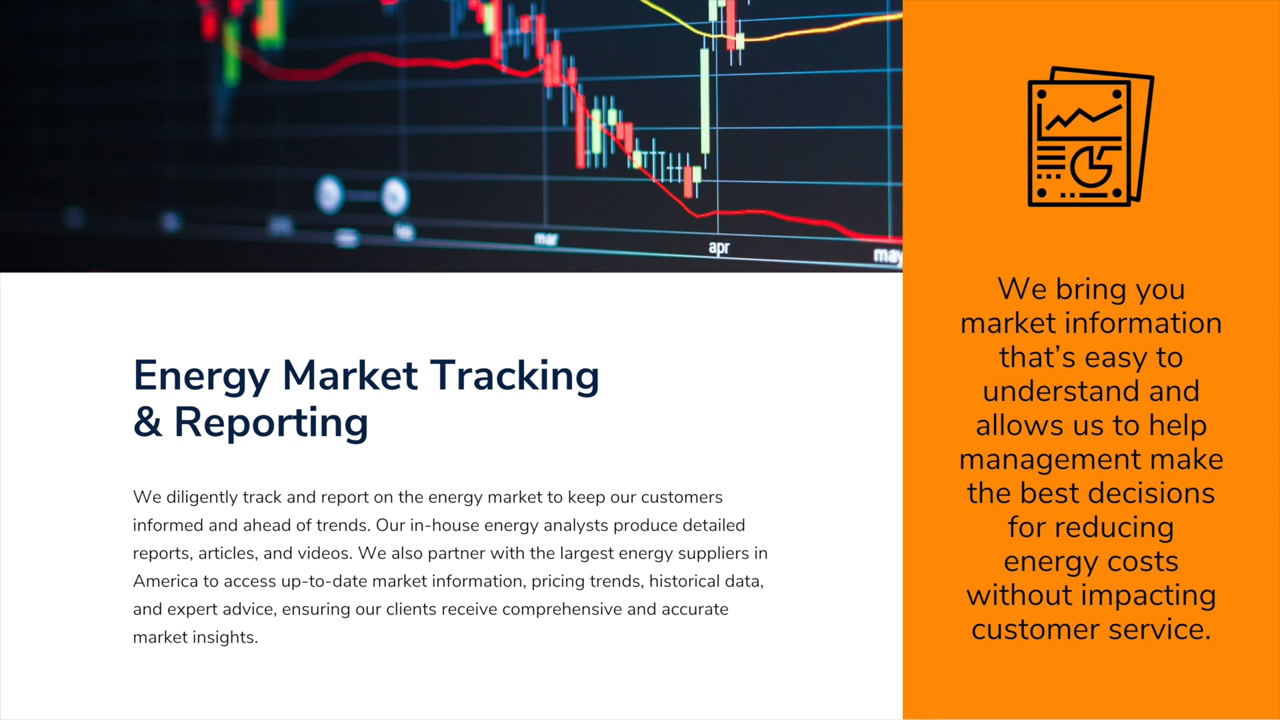 mar
apr
may
Energy Market Tracking
& Reporting
We diligently track and report on the energy market to keep our customers
informed and ahead of trends. Our in-house energy analysts produce detailed
reports, articles, and videos. We also partner with the largest energy suppliers in
America to access up-to-date market information, pricing trends, historical data,
and expert advice, ensuring our clients receive comprehensive and accurate
market insights.
We bring you
market information
that’s easy to
understand and
allows us to help
management make
the best decisions
for reducing
energy costs
without impacting
customer service.